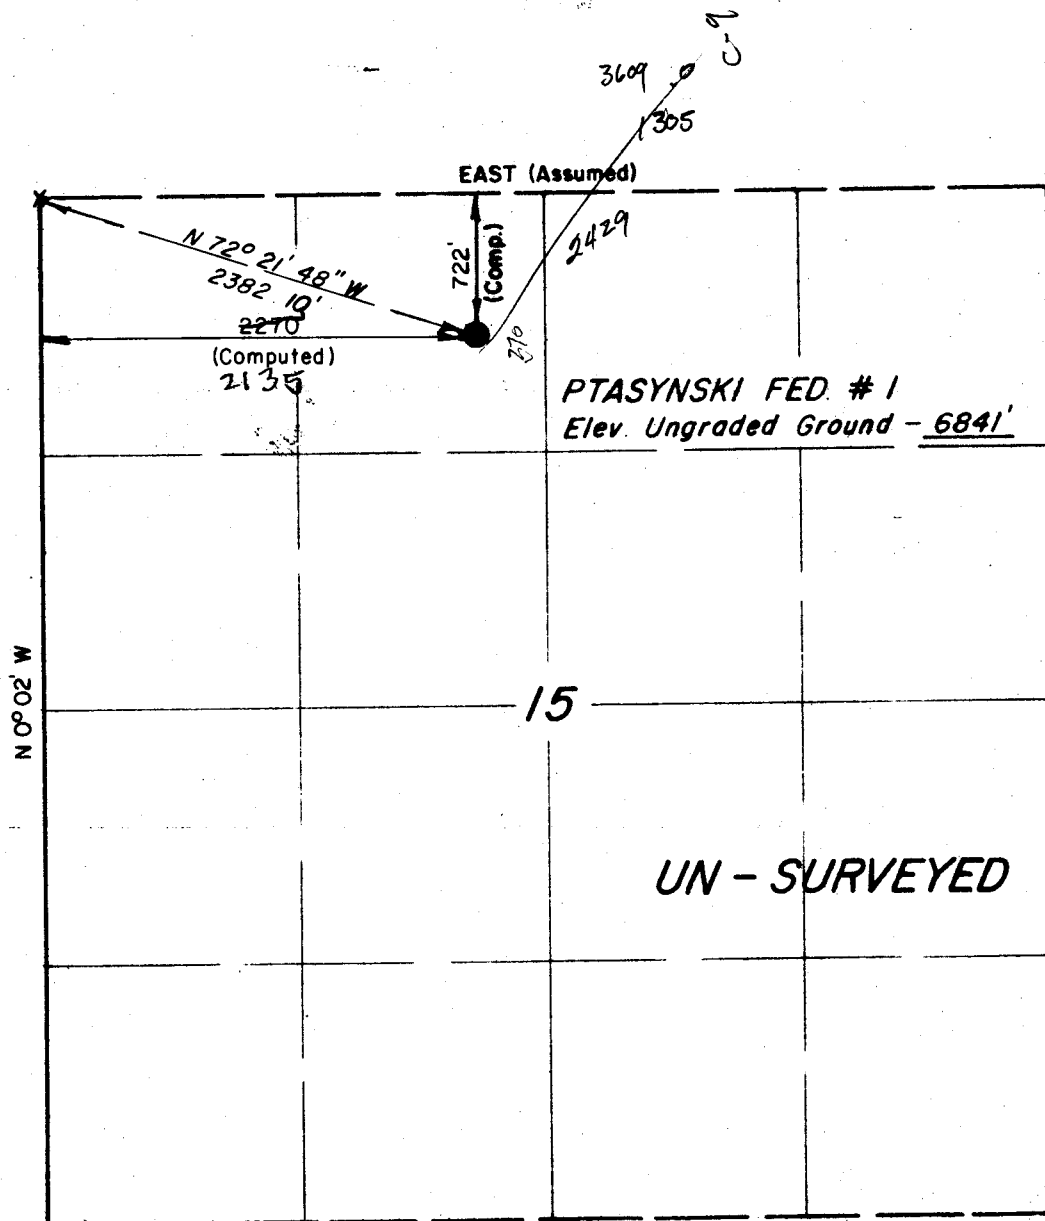 C-9
3609
1305
EAST (Assumed)
2429
N 72° 21' 48" W
2382.10'
722'
(Comp.)
2270
(Computed)
2135
PTASYNSKI FED. # 1
Elev. Ungraded Ground - 6841'
N 0° 02' W
15
UN - SURVEYED